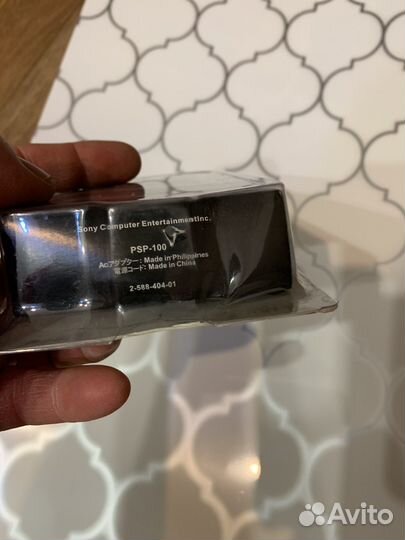 Sony Computer EntertainmentInc.
PSP-100
Acアダプター: Made in Philippines
電源コード: Made in China
2-588-404-01
Avito